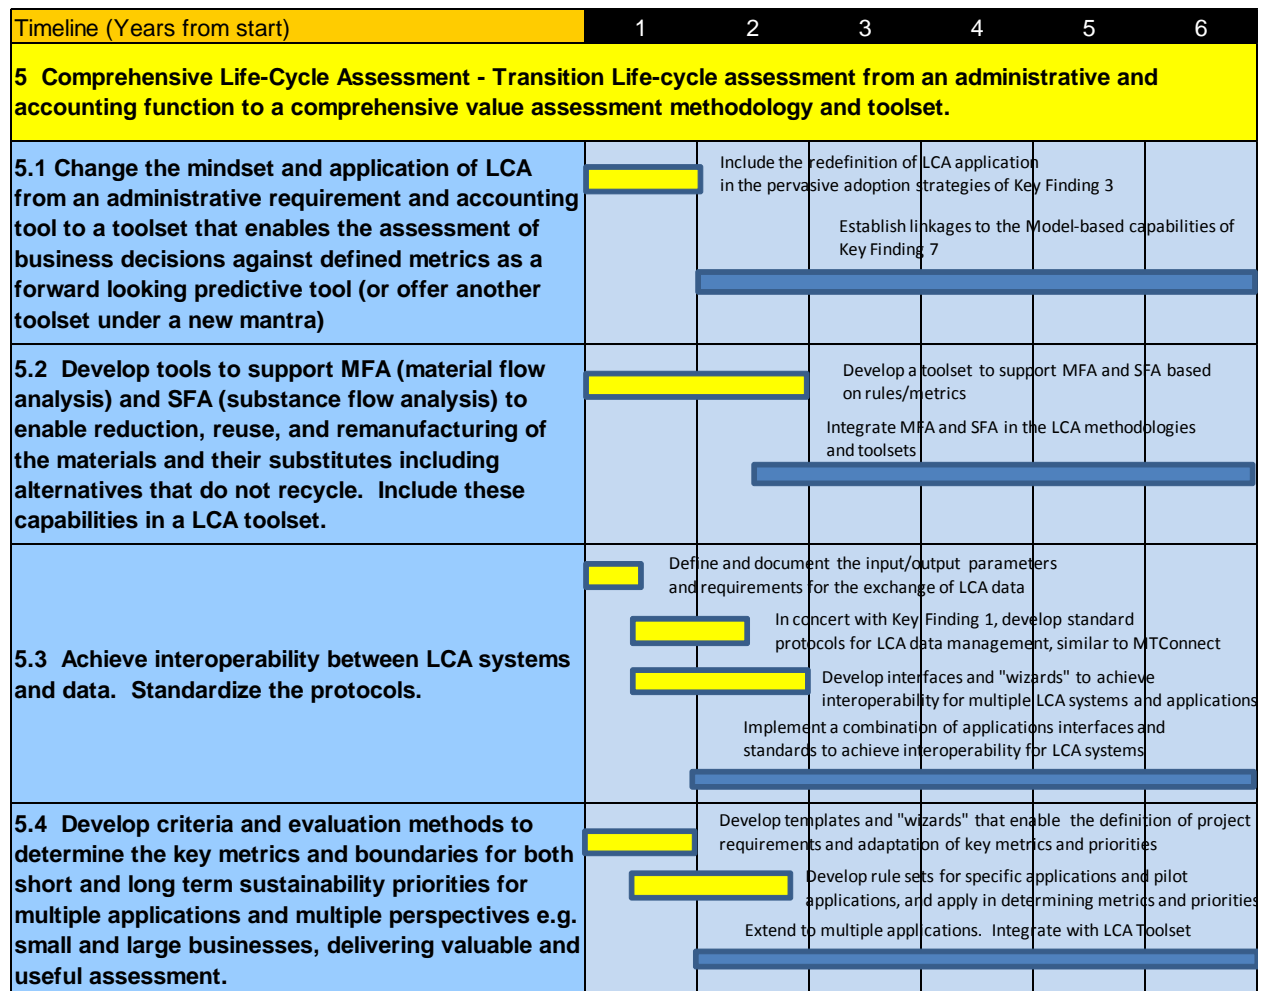 Timeline (Years from start) 1 2 3 4 5 6
5 Comprehensive Life-Cycle Assessment - Transition Life-cycle assessment from an administrative and
accounting function to a comprehensive value assessment methodology and toolset.
5.1 Change the mindset and application of LCA
from an administrative requirement and accounting
tool to a toolset that enables the assessment of
business decisions against defined metrics as a
forward looking predictive tool (or offer another
toolset under a new mantra)
Include the redefinition of LCA application
in the pervasive adoption strategies of Key Finding 3
Establish linkages to the Model-based capabilities of
Key Finding 7
5.2 Develop tools to support MFA (material flow
analysis) and SFA (substance flow analysis) to
enable reduction, reuse, and remanufacturing of
the materials and their substitutes including
alternatives that do not recycle. Include these
capabilities in a LCA toolset.
Develop a toolset to support MFA and SFA based
on rules/metrics
Integrate MFA and SFA in the LCA methodologies
and toolsets
5.3 Achieve interoperability between LCA systems
and data. Standardize the protocols.
Define and document the input/output parameters
and requirements for the exchange of LCA data
In concert with Key Finding 1, develop standard
protocols for LCA data management, similar to MTConnect
Develop interfaces and "wizards" to achieve
interoperability for multiple LCA systems and applications
Implement a combination of applications interfaces and
standards to achieve interoperability for LCA systems
5.4 Develop criteria and evaluation methods to
determine the key metrics and boundaries for both
short and long term sustainability priorities for
multiple applications and multiple perspectives e.g.
small and large businesses, delivering valuable and
useful assessment.
Develop templates and "wizards" that enable the definition of project
requirements and adaptation of key metrics and priorities
Develop rule sets for specific applications and pilot
applications, and apply in determining metrics and priorities
Extend to multiple applications. Integrate with LCA Toolset